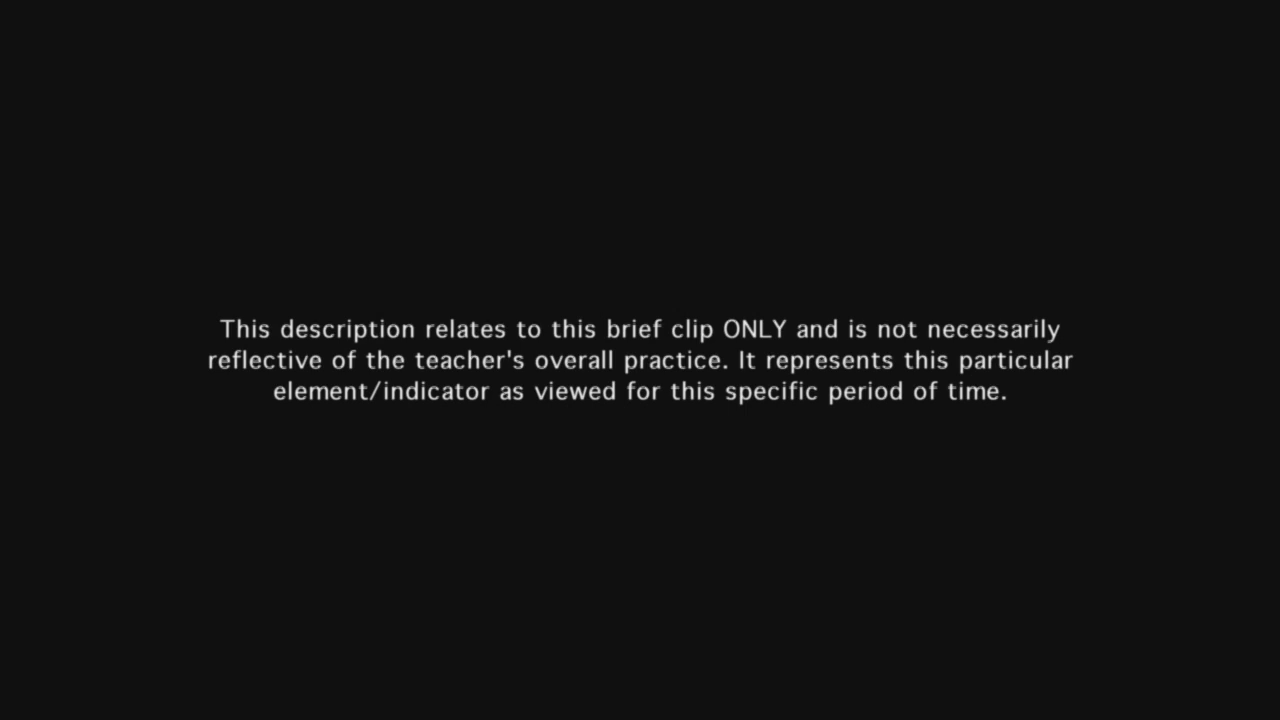 This description relates to this brief clip ONLY and is not necessarily
reflective of the teacher's overall practice. It represents this particular
element/indicator as viewed for this specific period of time.